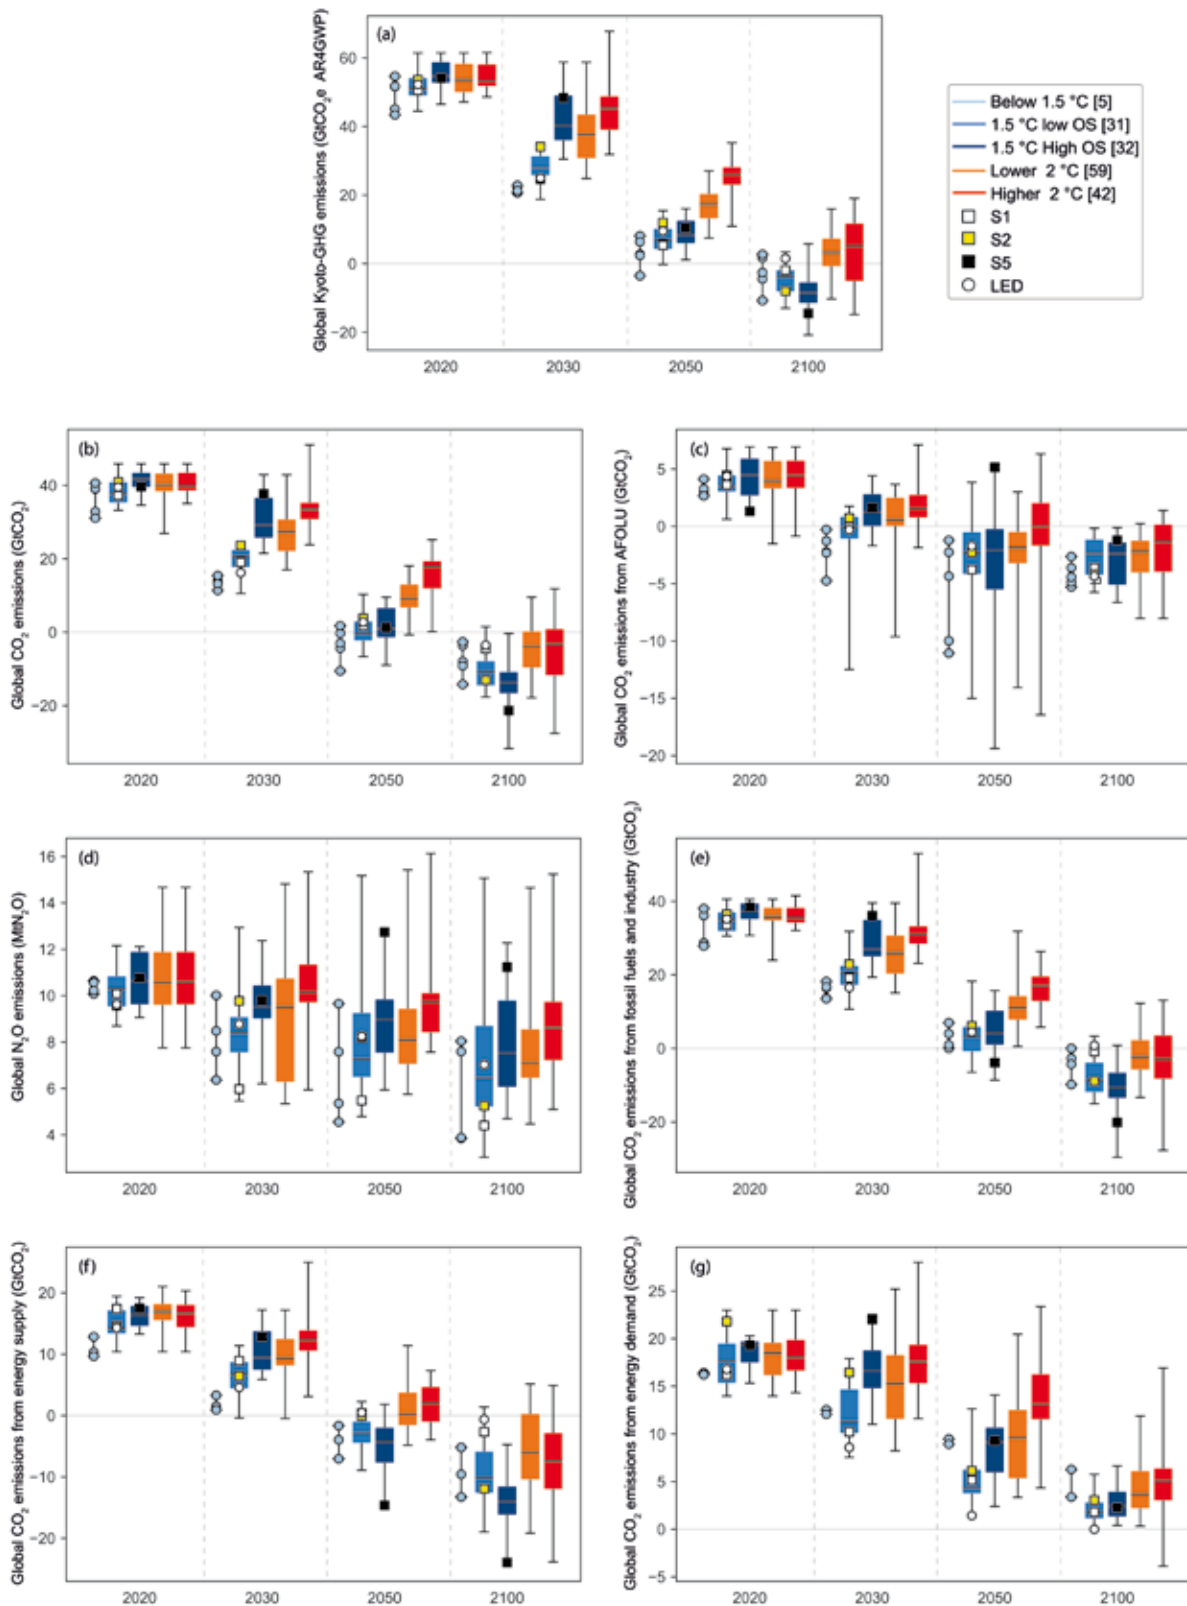 (a)
Global Kyoto-GHG emissions (GtCO₂e AR4GWP)
60
40
20
0
−20
2020 2030 2050 2100
Below 1.5 °C [5]
1.5 °C low OS [31]
1.5 °C High OS [32]
Lower 2 °C [59]
Higher 2 °C [42]
S1
S2
S5
LED
(b)
Global CO₂ emissions (GtCO₂)
40
20
0
−20
2020 2030 2050 2100
(c)
Global CO₂ emissions from AFOLU (GtCO₂)
5
0
−5
−10
−15
−20
2020 2030 2050 2100
(d)
Global N₂O emissions (MtN₂O)
16
14
12
10
8
6
4
2020 2030 2050 2100
(e)
Global CO₂ emissions from fossil fuels and industry (GtCO₂)
40
20
0
−20
2020 2030 2050 2100
(f)
Global CO₂ emissions from energy supply (GtCO₂)
20
10
0
−10
−20
2020 2030 2050 2100
(g)
Global CO₂ emissions from energy demand (GtCO₂)
25
20
15
10
5
0
−5
2020 2030 2050 2100